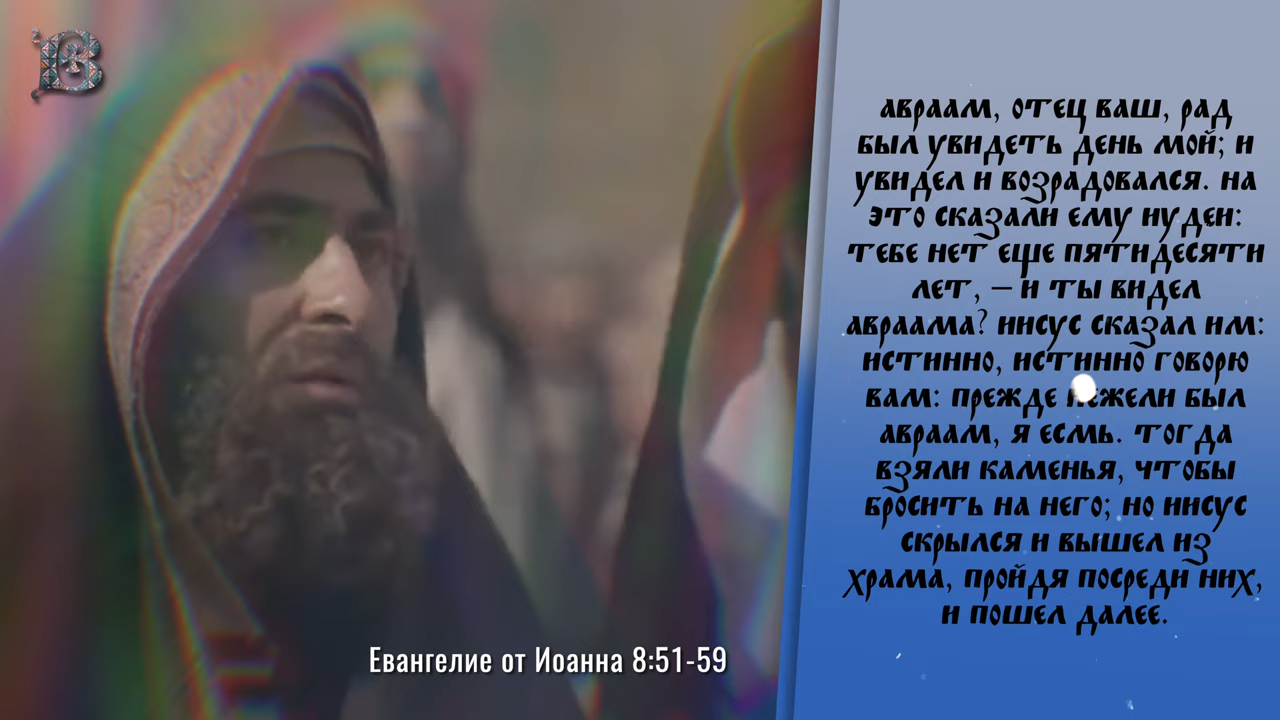 В
авраам, отец ваш, рад
был увидеть день мой; и
увидел и возрадовался. на
это сказали ему иудеи:
тебе нет еще пятидесяти
лет, – и ты видел
авраама? иисус сказал им:
истинно, истинно говорю
вам: прежде нежели был
авраам, я есмь. тогда
взяли каменья, чтобы
бросить на него; но иисус
скрылся и вышел из
храма, пройдя посреди них,
и пошел далее.
Евангелие от Иоанна 8:51-59